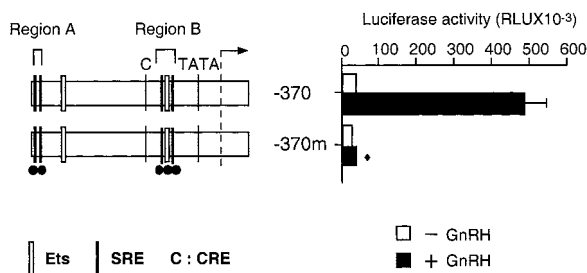 Region A
Region B
C
TATA
Luciferase activity (RLUX10-3)
0 100 200 300 400 500 600
-370
-370m
Ets SRE C : CRE
− GnRH
+ GnRH